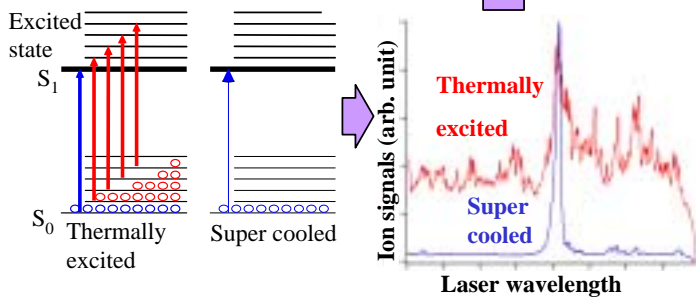 Excited
state
S1
S0
Thermally
excited
Super cooled
Ion signals (arb. unit)
Thermally
excited
Super
cooled
Laser wavelength